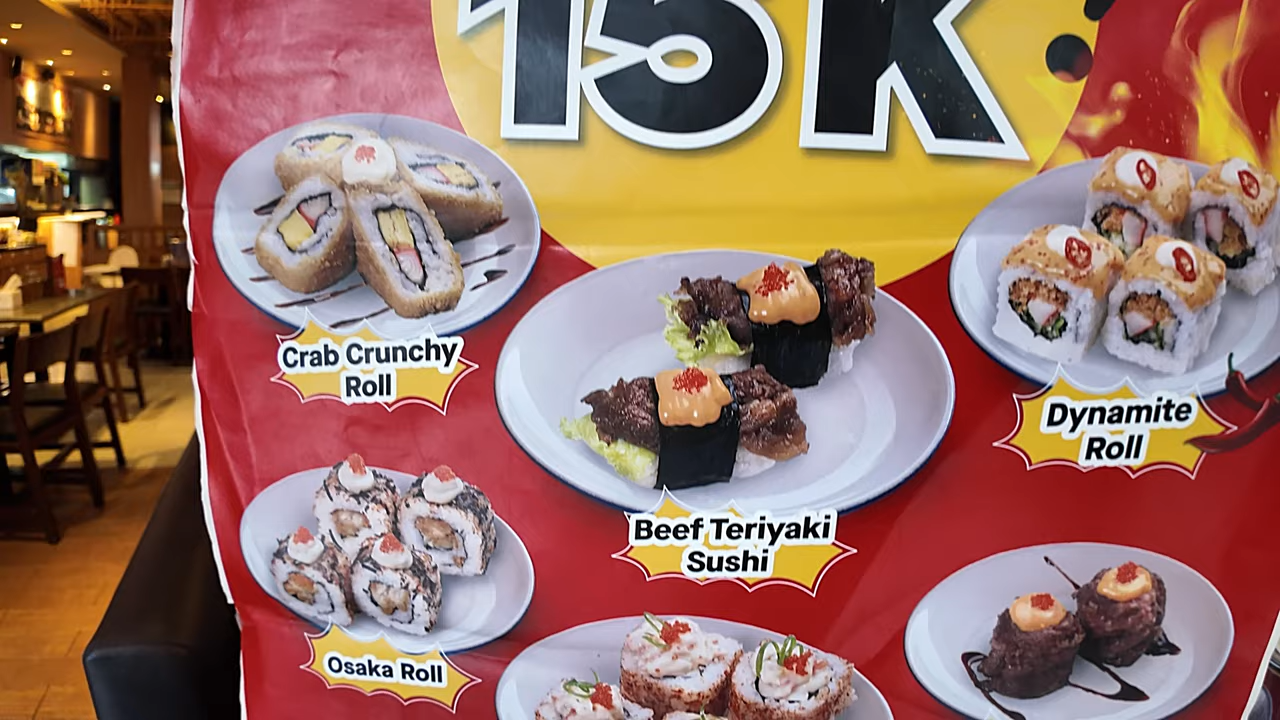 15K
Crab Crunchy
Roll
Dynamite
Roll
Beef Teriyaki
Sushi
Osaka Roll